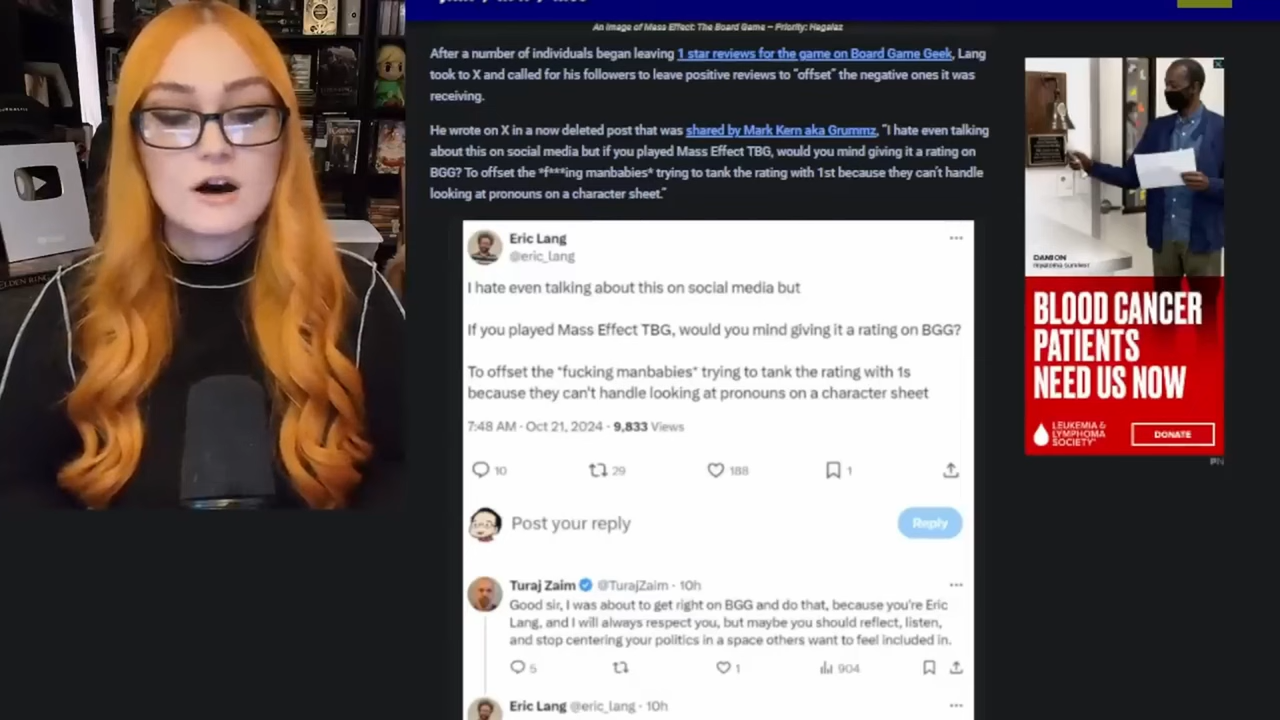 An Image of Mass Effect: The Board Game – Priority: Hagalaz
After a number of individuals began leaving 1 star reviews for the game on Board Game Geek, Lang
took to X and called for his followers to leave positive reviews to "offset" the negative ones it was
receiving.
He wrote on X in a now deleted post that was shared by Mark Kern aka Grummz, "I hate even talking
about this on social media but if you played Mass Effect TBG, would you mind giving it a rating on
BGG? To offset the *f***ing manbabies* trying to tank the rating with 1st because they can't handle
looking at pronouns on a character sheet."
Eric Lang
@eric_lang
I hate even talking about this on social media but
If you played Mass Effect TBG, would you mind giving it a rating on BGG?
To offset the *fucking manbabies* trying to tank the rating with 1s
because they can't handle looking at pronouns on a character sheet
7:48 AM · Oct 21, 2024 · 9,833 Views
10
29
188
1
Post your reply
Reply
Turaj Zaim @TurajZaim · 10h
Good sir, I was about to get right on BGG and do that, because you're Eric
Lang, and I will always respect you, but maybe you should reflect, listen,
and stop centering your politics in a space others want to feel included in.
5
1
904
Eric Lang @eric_lang · 10h
DAMION
myeloma survivor
BLOOD CANCER
PATIENTS
NEED US NOW
LEUKEMIA &
LYMPHOMA
SOCIETY
DONATE
ELDEN RING